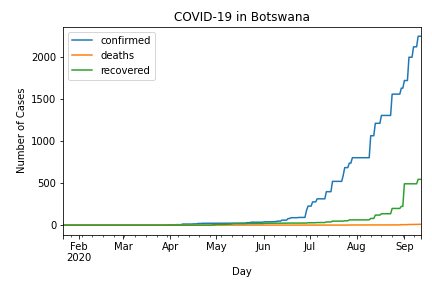 COVID-19 in Botswana
confirmed
deaths
recovered
Number of Cases
2000
1500
1000
500
0
Feb
2020
Mar
Apr
May
Jun
Jul
Aug
Sep
Day